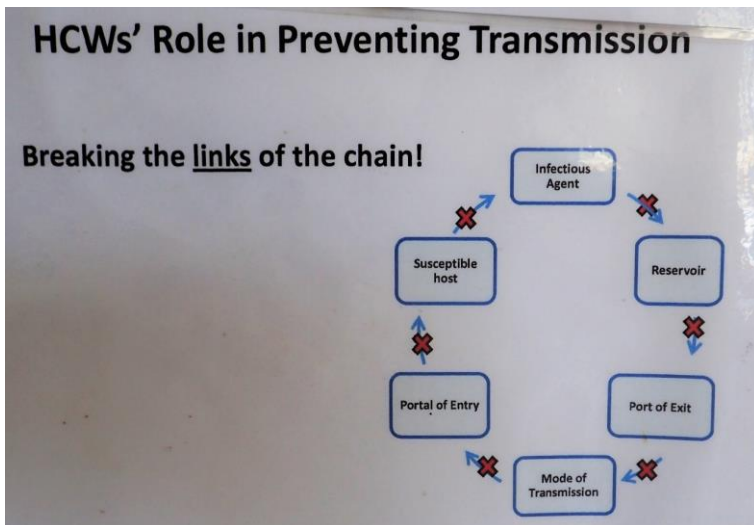 HCWs' Role in Preventing Transmission
Breaking the links of the chain!
Infectious
Agent
Reservoir
Port of Exit
Mode of
Transmission
Portal of Entry
Susceptible
host